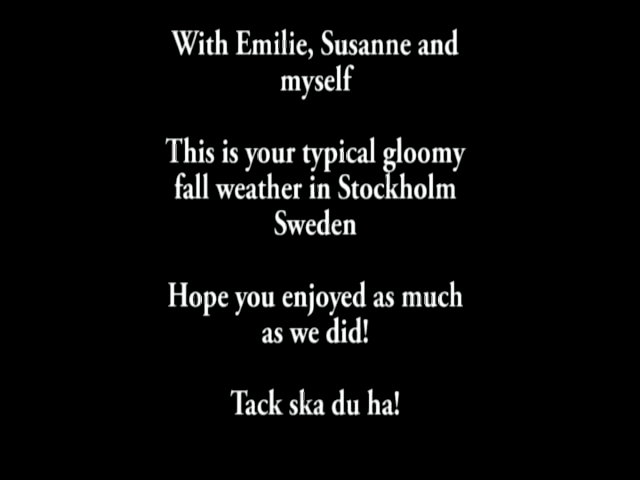 With Emilie, Susanne and
myself
This is your typical gloomy
fall weather in Stockholm
Sweden
Hope you enjoyed as much
as we did!
Tack ska du ha!